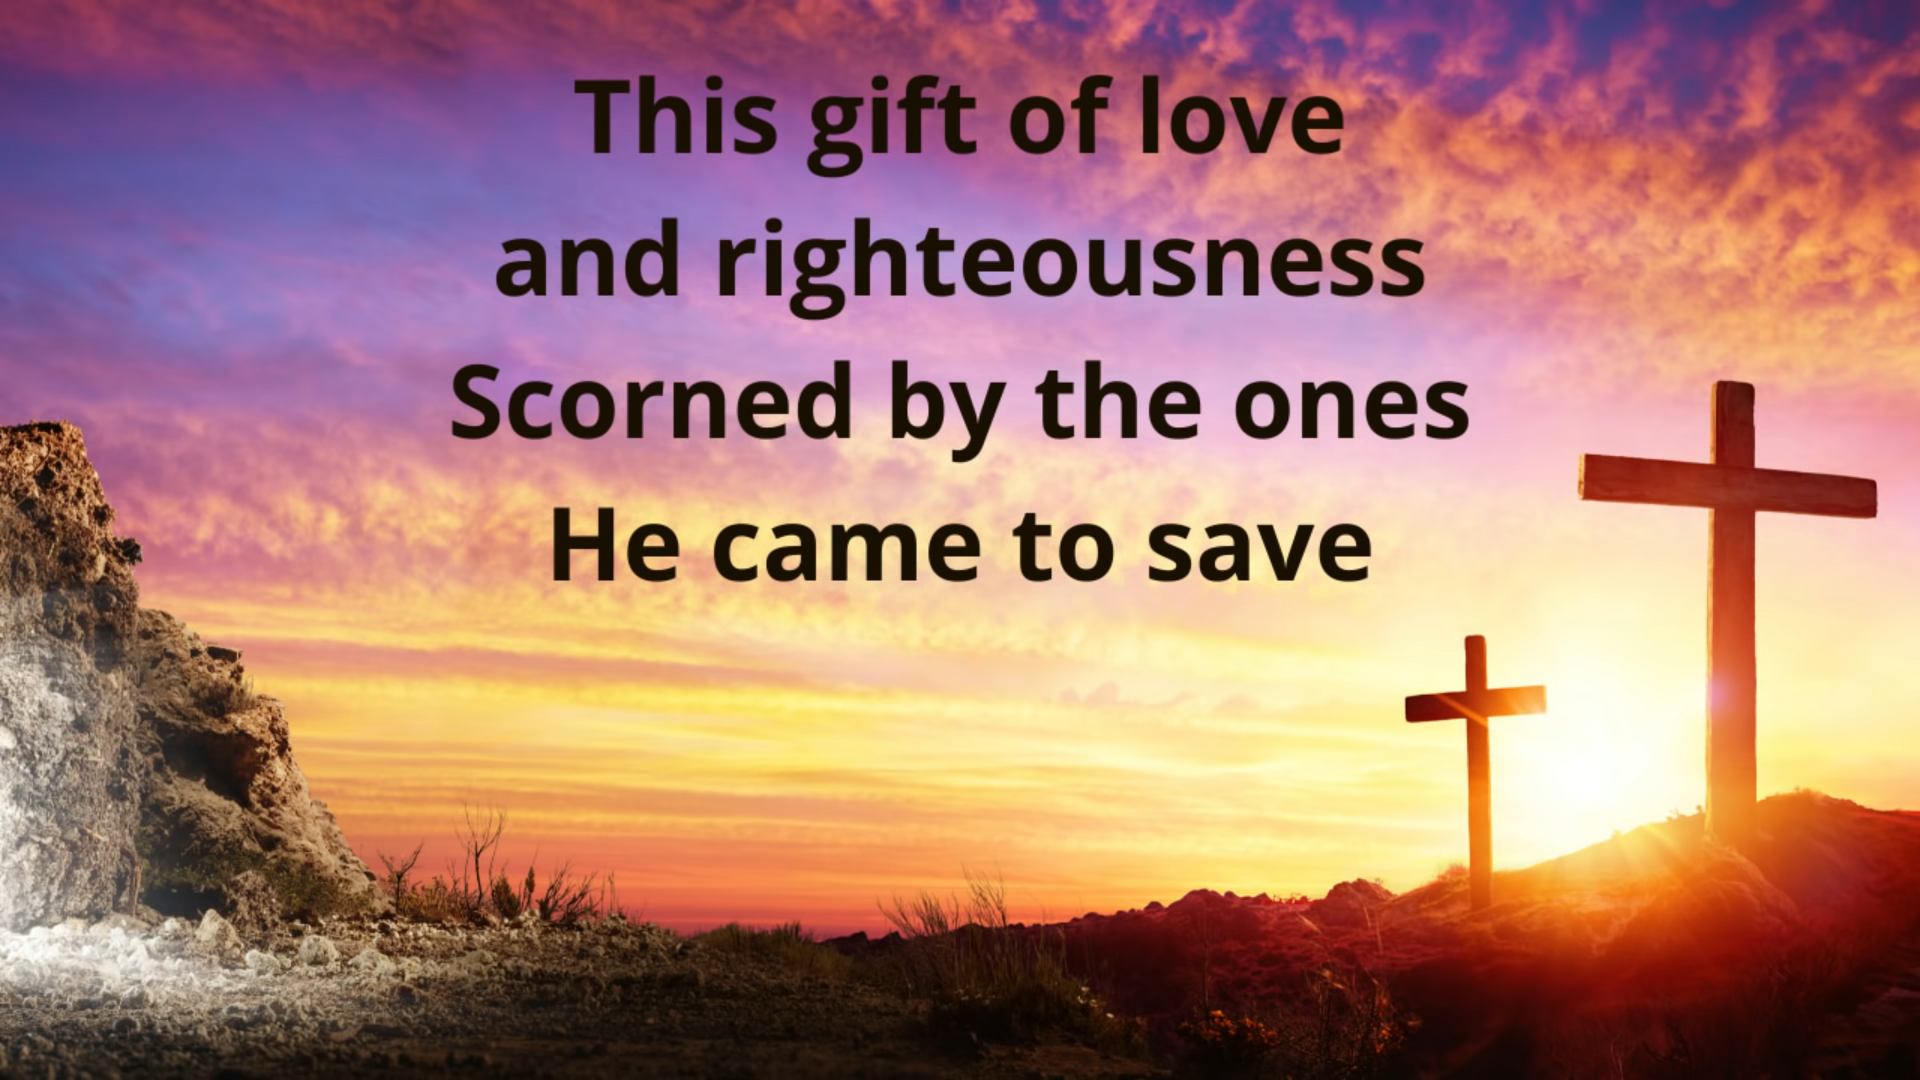 This gift of love
and righteousness
Scorned by the ones
He came to save